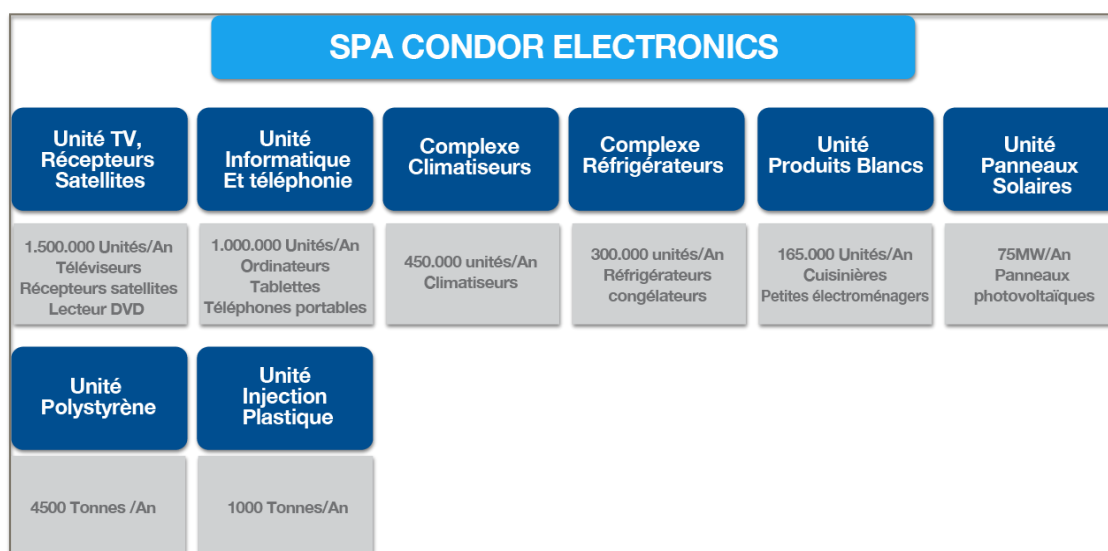 SPA CONDOR ELECTRONICS
Unité TV,
Récepteurs
Satellites
1.500.000 Unités/An
Téléviseurs
Récepteurs satellites
Lecteur DVD
Unité
Informatique
Et téléphonie
1.000.000 Unités/An
Ordinateurs
Tablettes
Téléphones portables
Complexe
Climatiseurs
450.000 unités/An
Climatiseurs
Complexe
Réfrigérateurs
300.000 unités/An
Réfrigérateurs
congélateurs
Unité
Produits Blancs
165.000 Unités/An
Cuisinières
Petites électroménagers
Unité
Panneaux
Solaires
75MW/An
Panneaux
photovoltaïques
Unité
Polystyrène
4500 Tonnes /An
Unité
Injection
Plastique
1000 Tonnes/An